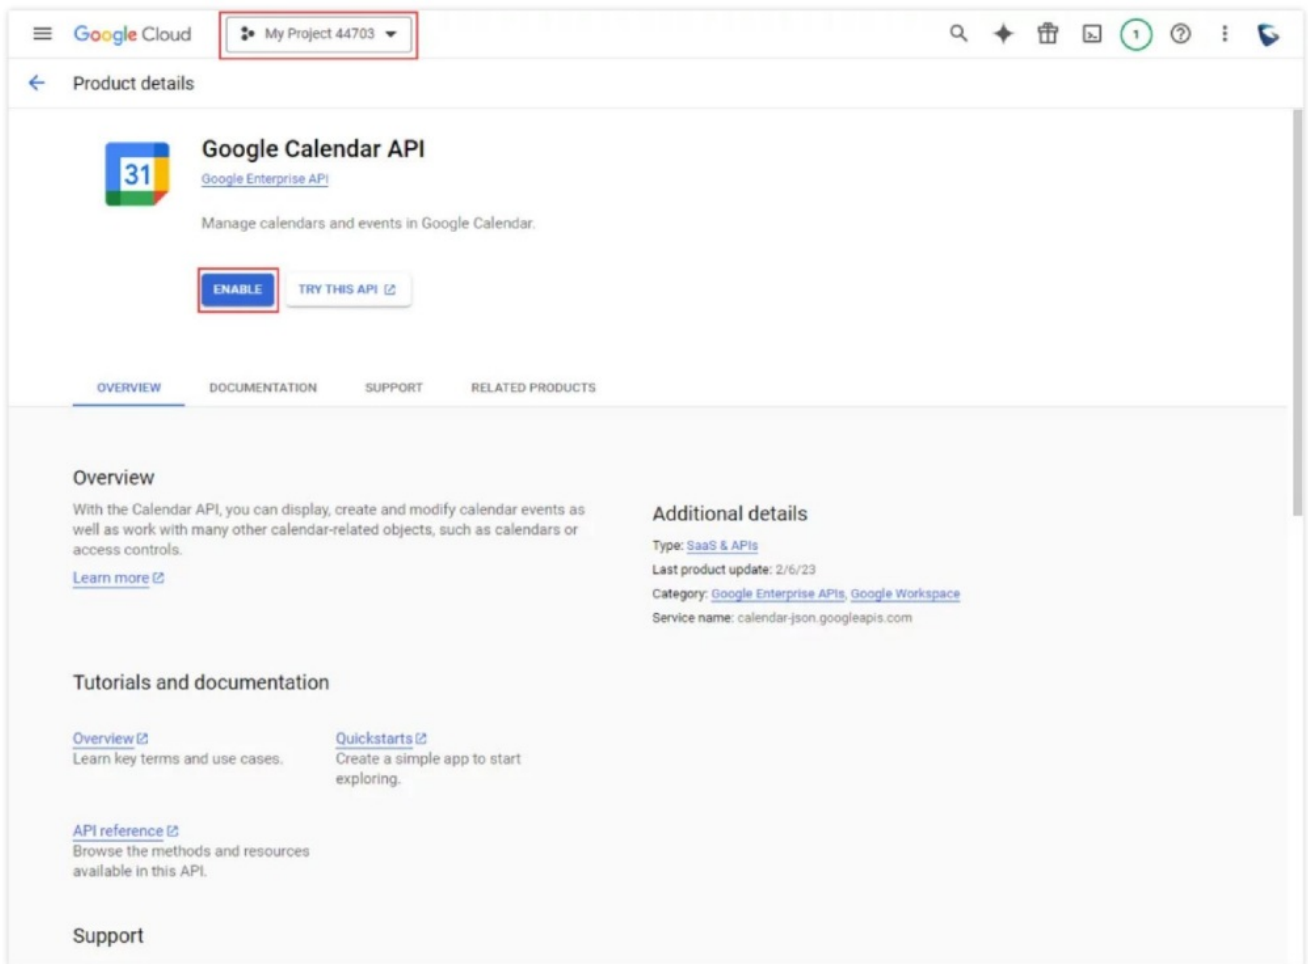 Google Cloud
My Project 44703
1
Product details
31
Google Calendar API
Google Enterprise API
Manage calendars and events in Google Calendar.
ENABLE
TRY THIS API
OVERVIEW
DOCUMENTATION
SUPPORT
RELATED PRODUCTS
Overview
With the Calendar API, you can display, create and modify calendar events as
well as work with many other calendar-related objects, such as calendars or
access controls.
Learn more
Additional details
Type: SaaS & APIs
Last product update: 2/6/23
Category: Google Enterprise APIs, Google Workspace
Service name: calendar-json.googleapis.com
Tutorials and documentation
Overview
Learn key terms and use cases.
Quickstarts
Create a simple app to start
exploring.
API reference
Browse the methods and resources
available in this API.
Support